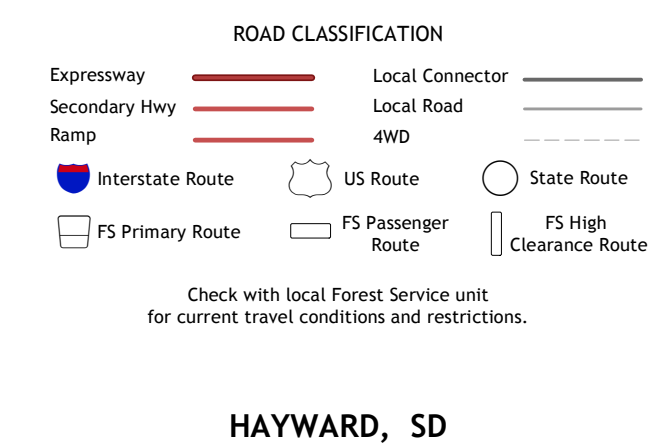 ROAD CLASSIFICATION
Expressway
Local Connector
Secondary Hwy
Local Road
Ramp
4WD
Interstate Route
US Route
State Route
FS Primary Route
FS Passenger
Route
FS High
Clearance Route
Check with local Forest Service unit
for current travel conditions and restrictions.
HAYWARD, SD